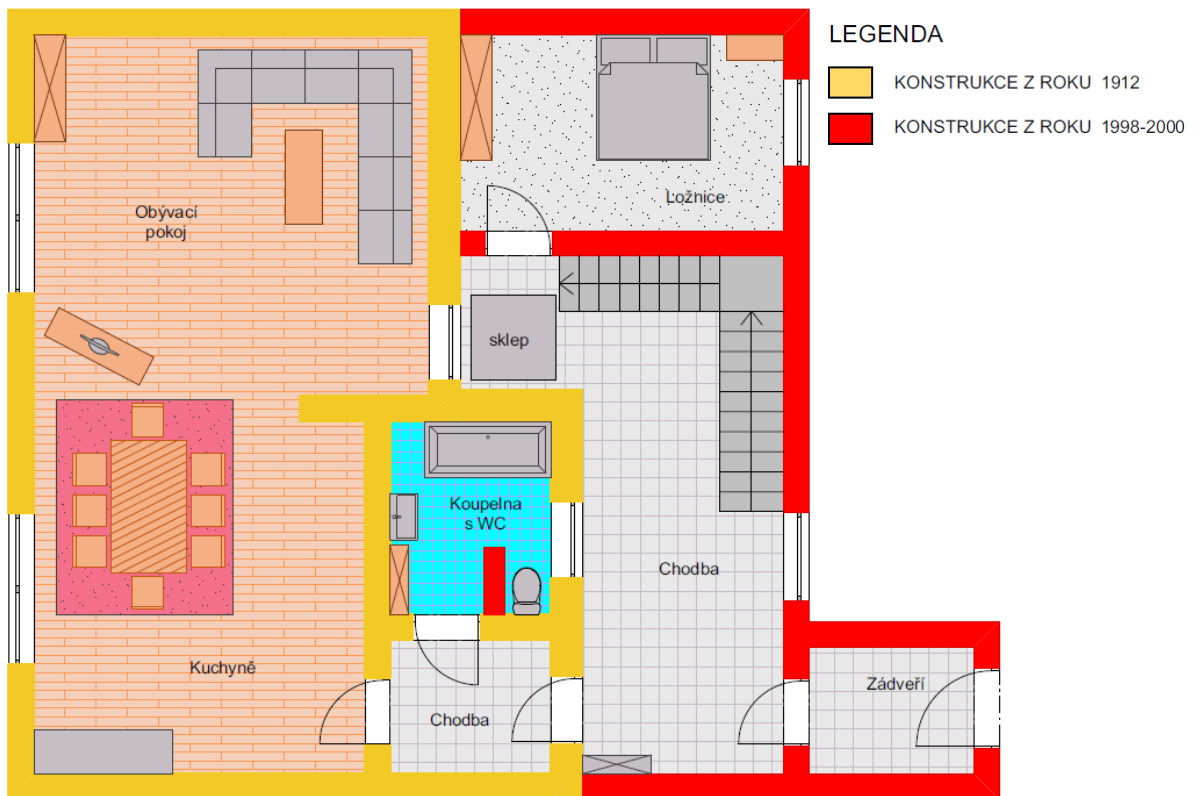 LEGENDA
KONSTRUKCE Z ROKU 1912
KONSTRUKCE Z ROKU 1998-2000
Obývací
pokoj
Ložnice
sklep
Koupelna
s WC
Chodba
Kuchyně
Chodba
Zádveří